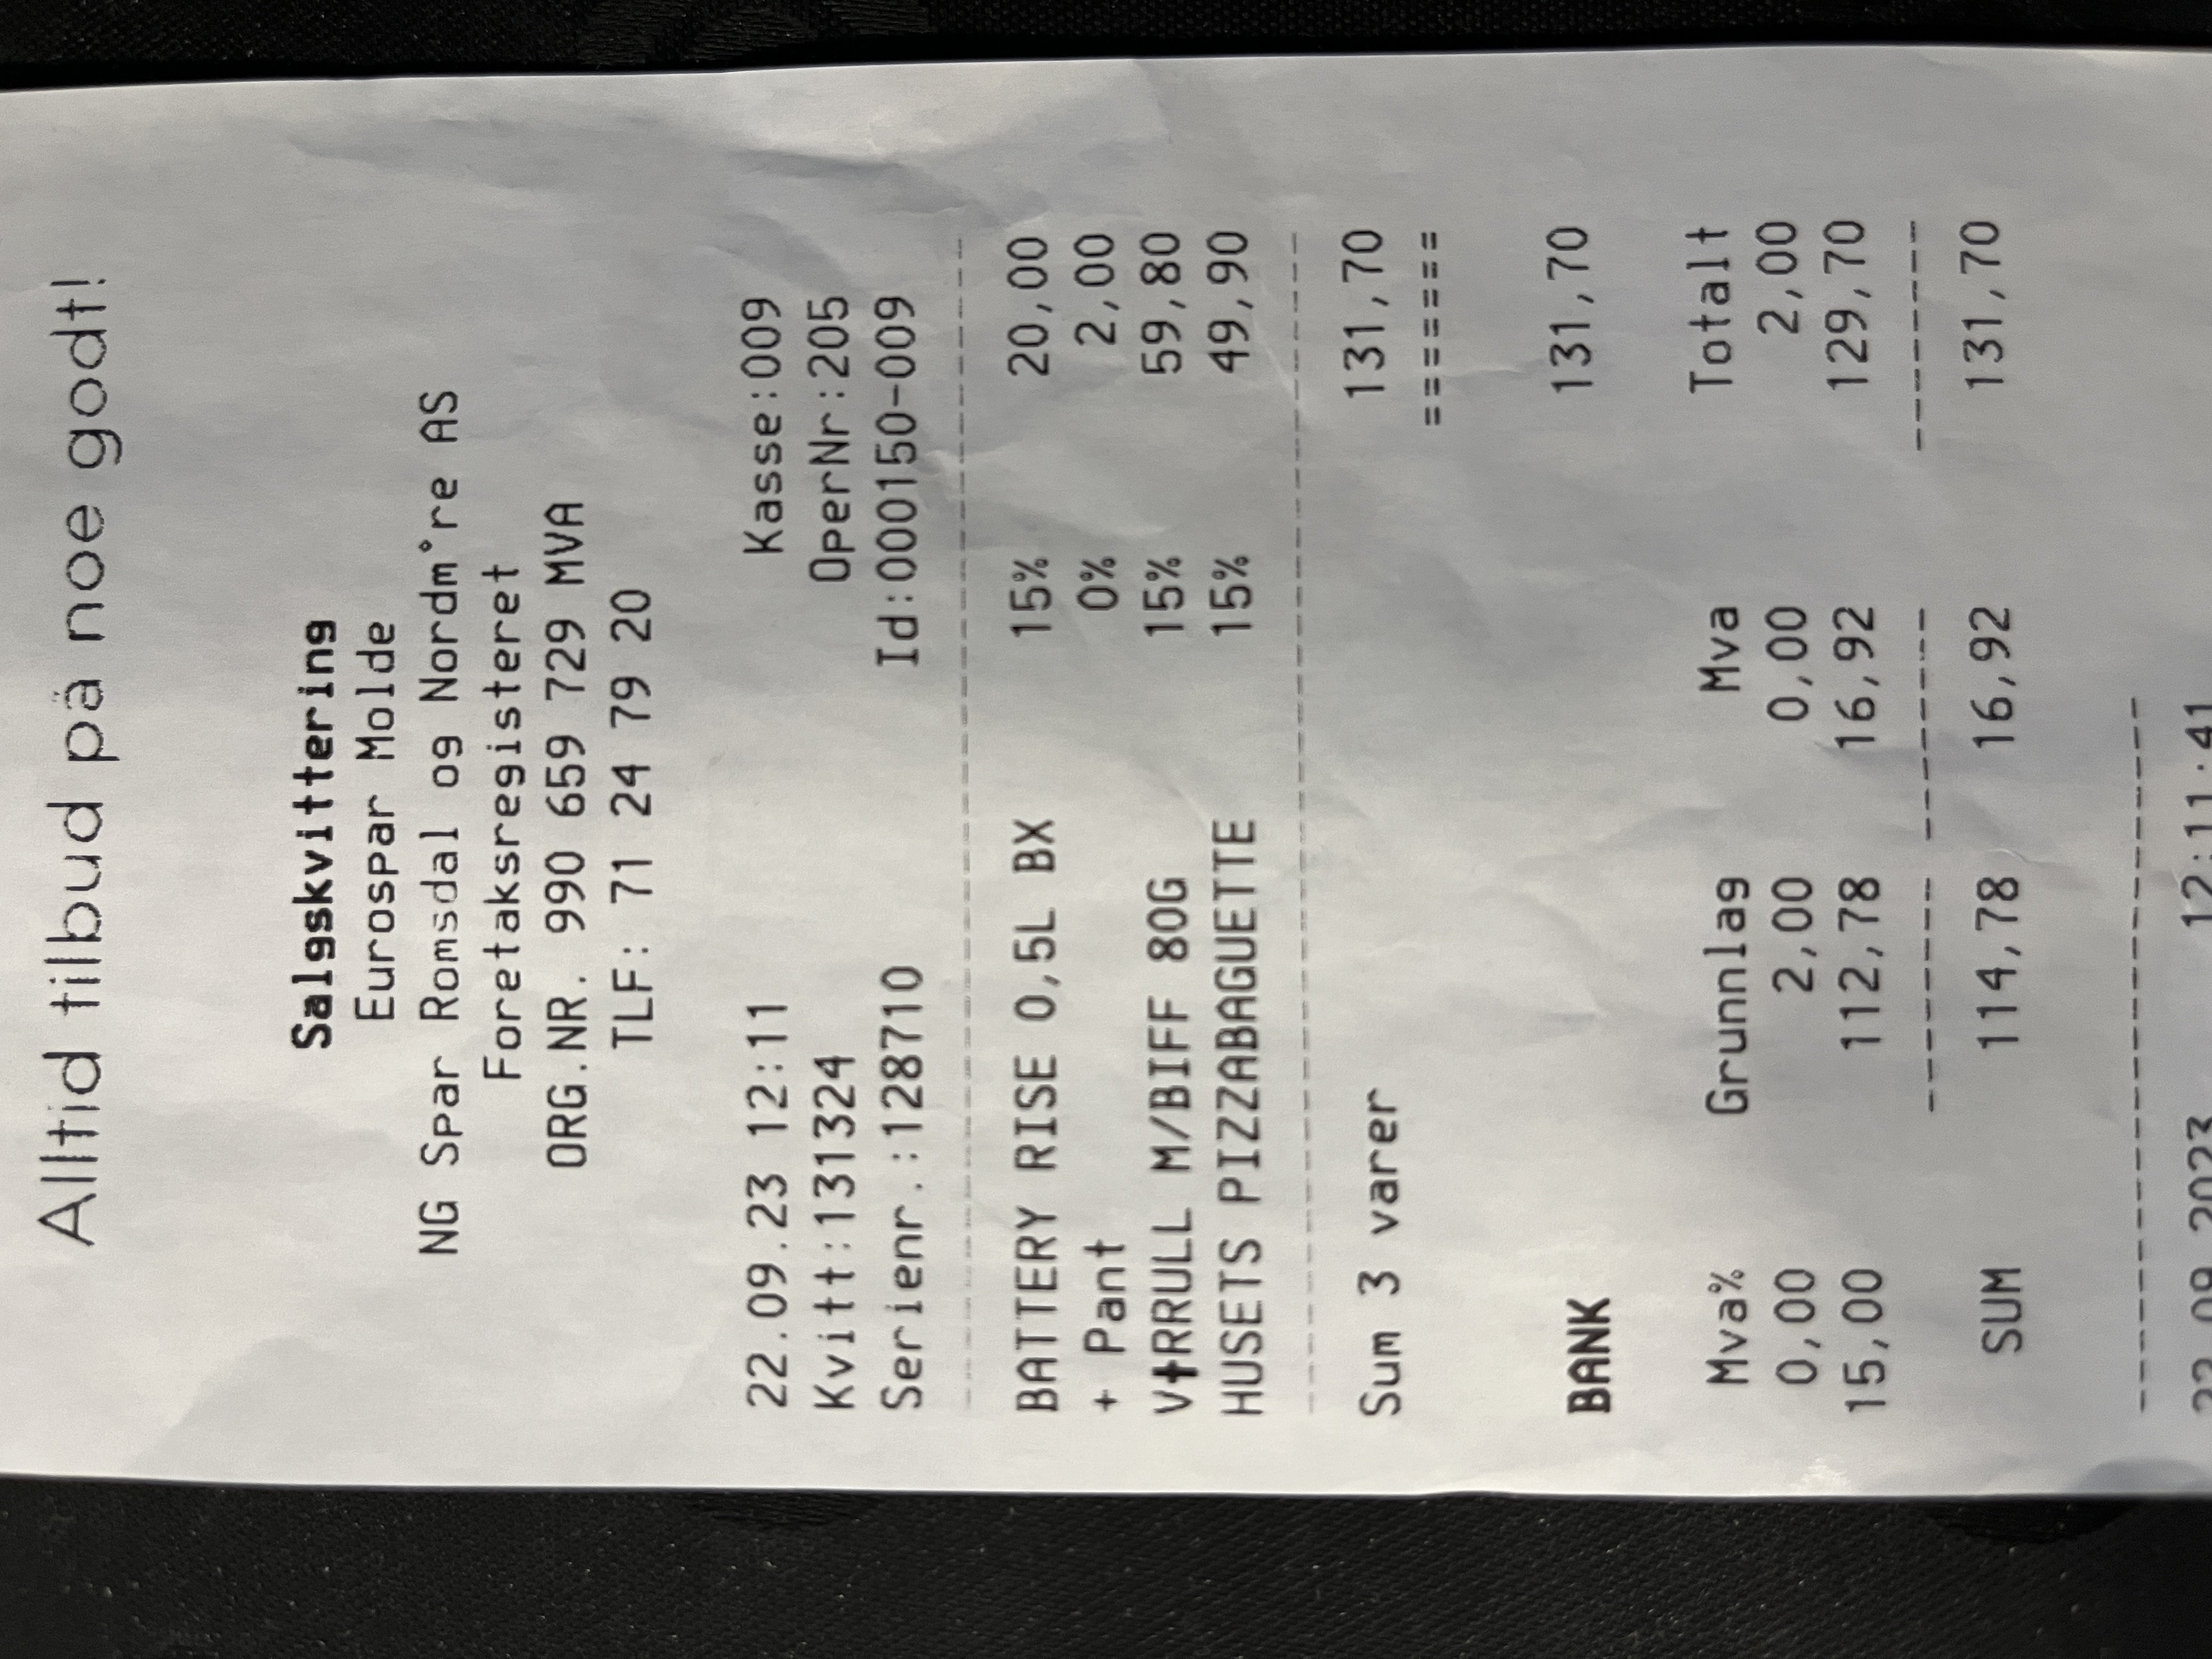 Alltid tilbud på noe godt!
Salgskvittering
Eurospar Molde
NG Spar Romsdal og Nordm°re AS
Foretaksregisteret
ORG.NR. 990 659 729 MVA
TLF: 71 24 79 20
22.09.23 12:11 Kasse:009
Kvitt:131324 OperNr:205
Serienr.:128710 Id:000150-009
BATTERY RISE 0,5L BX 15% 20,00
+ Pant 0% 2,00
V╋RRULL M/BIFF 80G 15% 59,80
HUSETS PIZZABAGUETTE 15% 49,90
Sum 3 varer 131,70
=======
BANK 131,70
Mva% Grunnlag Mva Totalt
0,00 2,00 0,00 2,00
15,00 112,78 16,92 129,70
SUM 114,78 16,92 131,70
22.09.2023 12:11:41